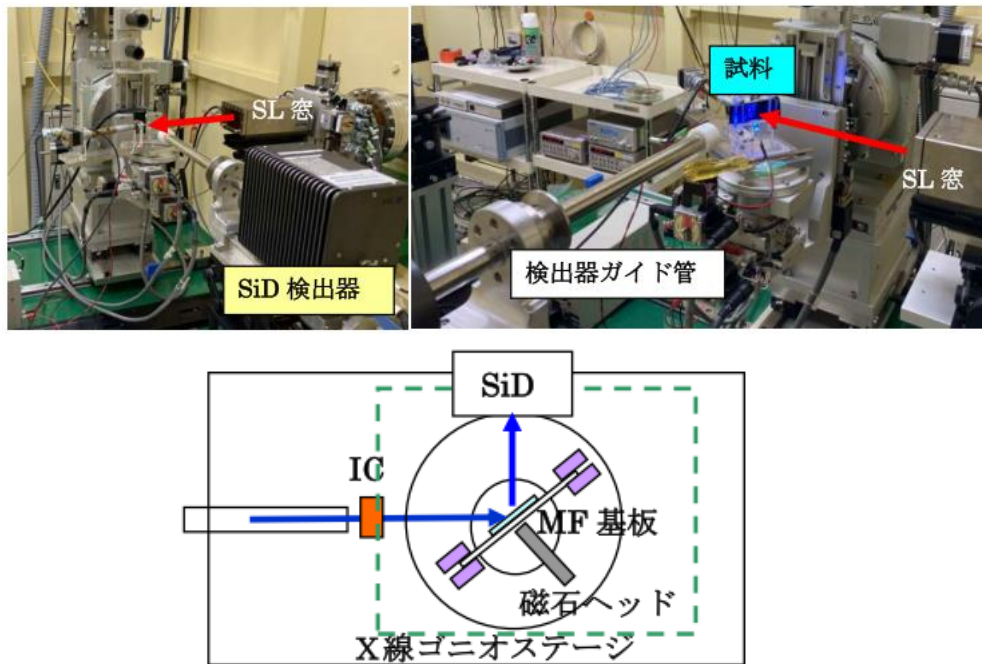 SL 窓
SiD 検出器
試料
SL 窓
検出器ガイド管
SiD
IC
MF 基板
磁石ヘッド
X線ゴニオステージ